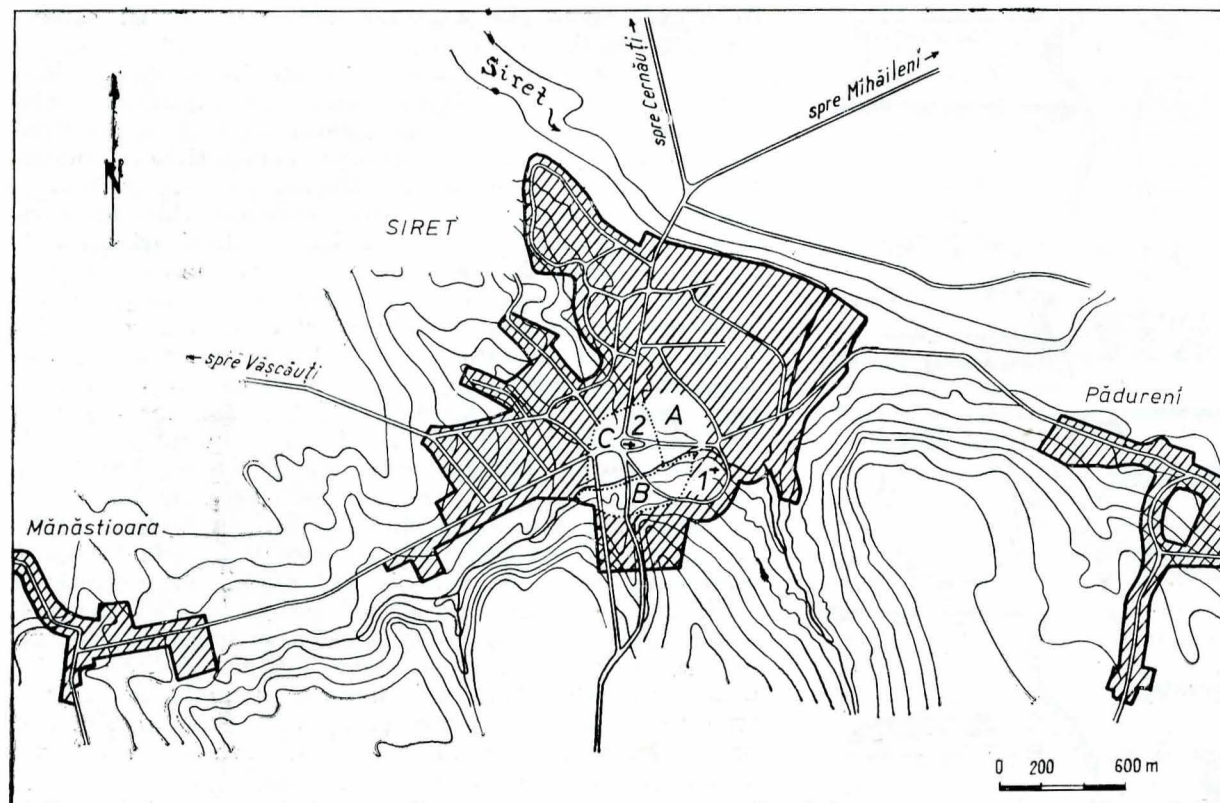 Siret
spre Cernăuți
spre Mihăileni
N
SIRET
spre Vășcăuți
Pădureni
A
2
C
1
B
Mănăstioara
0 200 600 m